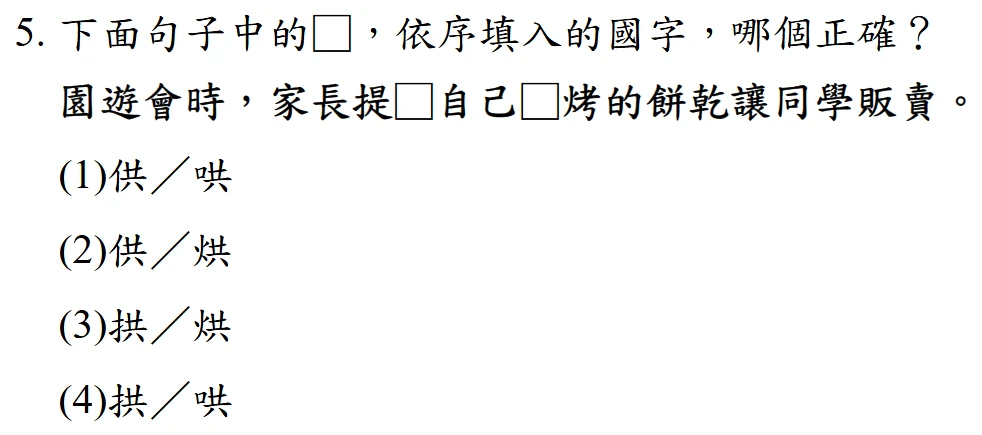 5. 下面句子中的□，依序填入的國字，哪個正確？
園遊會時，家長提□自己□烤的餅乾讓同學販賣。
(1)供／哄
(2)供／烘
(3)拱／烘
(4)拱／哄